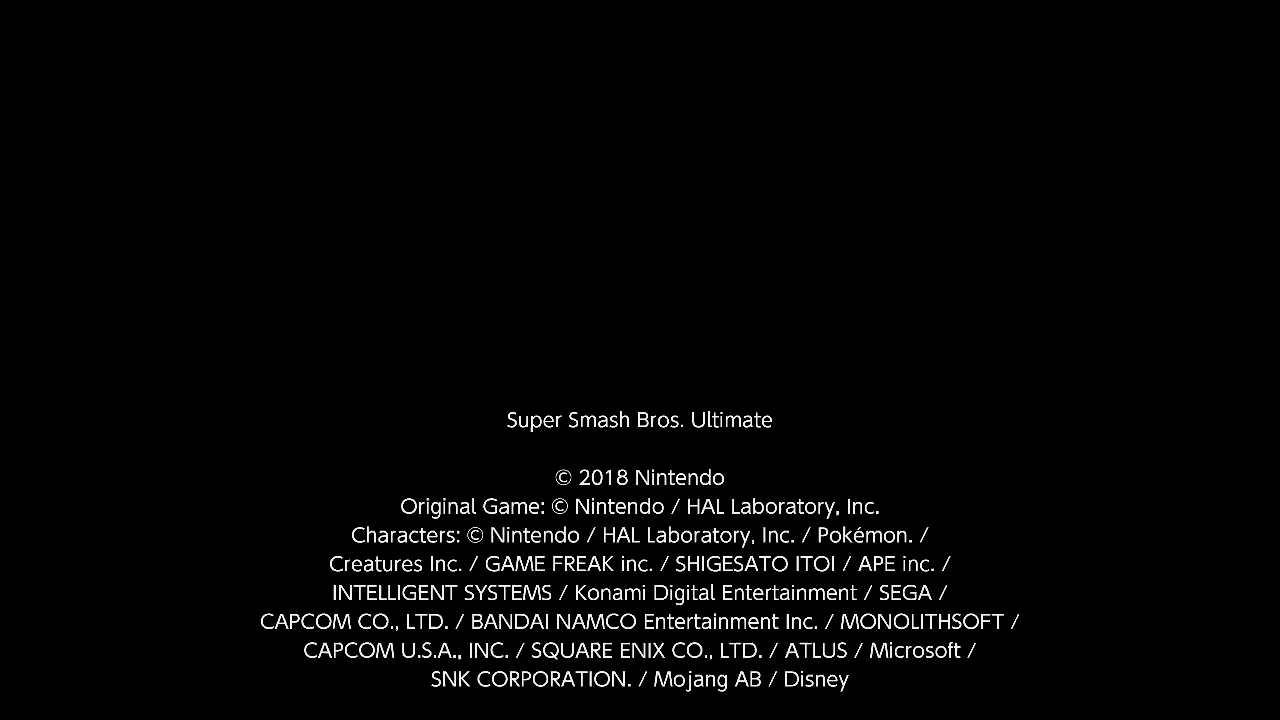 Super Smash Bros. Ultimate
© 2018 Nintendo
Original Game: © Nintendo / HAL Laboratory, Inc.
Characters: © Nintendo / HAL Laboratory, Inc. / Pokémon. /
Creatures Inc. / GAME FREAK inc. / SHIGESATO ITOI / APE inc. /
INTELLIGENT SYSTEMS / Konami Digital Entertainment / SEGA /
CAPCOM CO., LTD. / BANDAI NAMCO Entertainment Inc. / MONOLITHSOFT /
CAPCOM U.S.A., INC. / SQUARE ENIX CO., LTD. / ATLUS / Microsoft /
SNK CORPORATION. / Mojang AB / Disney